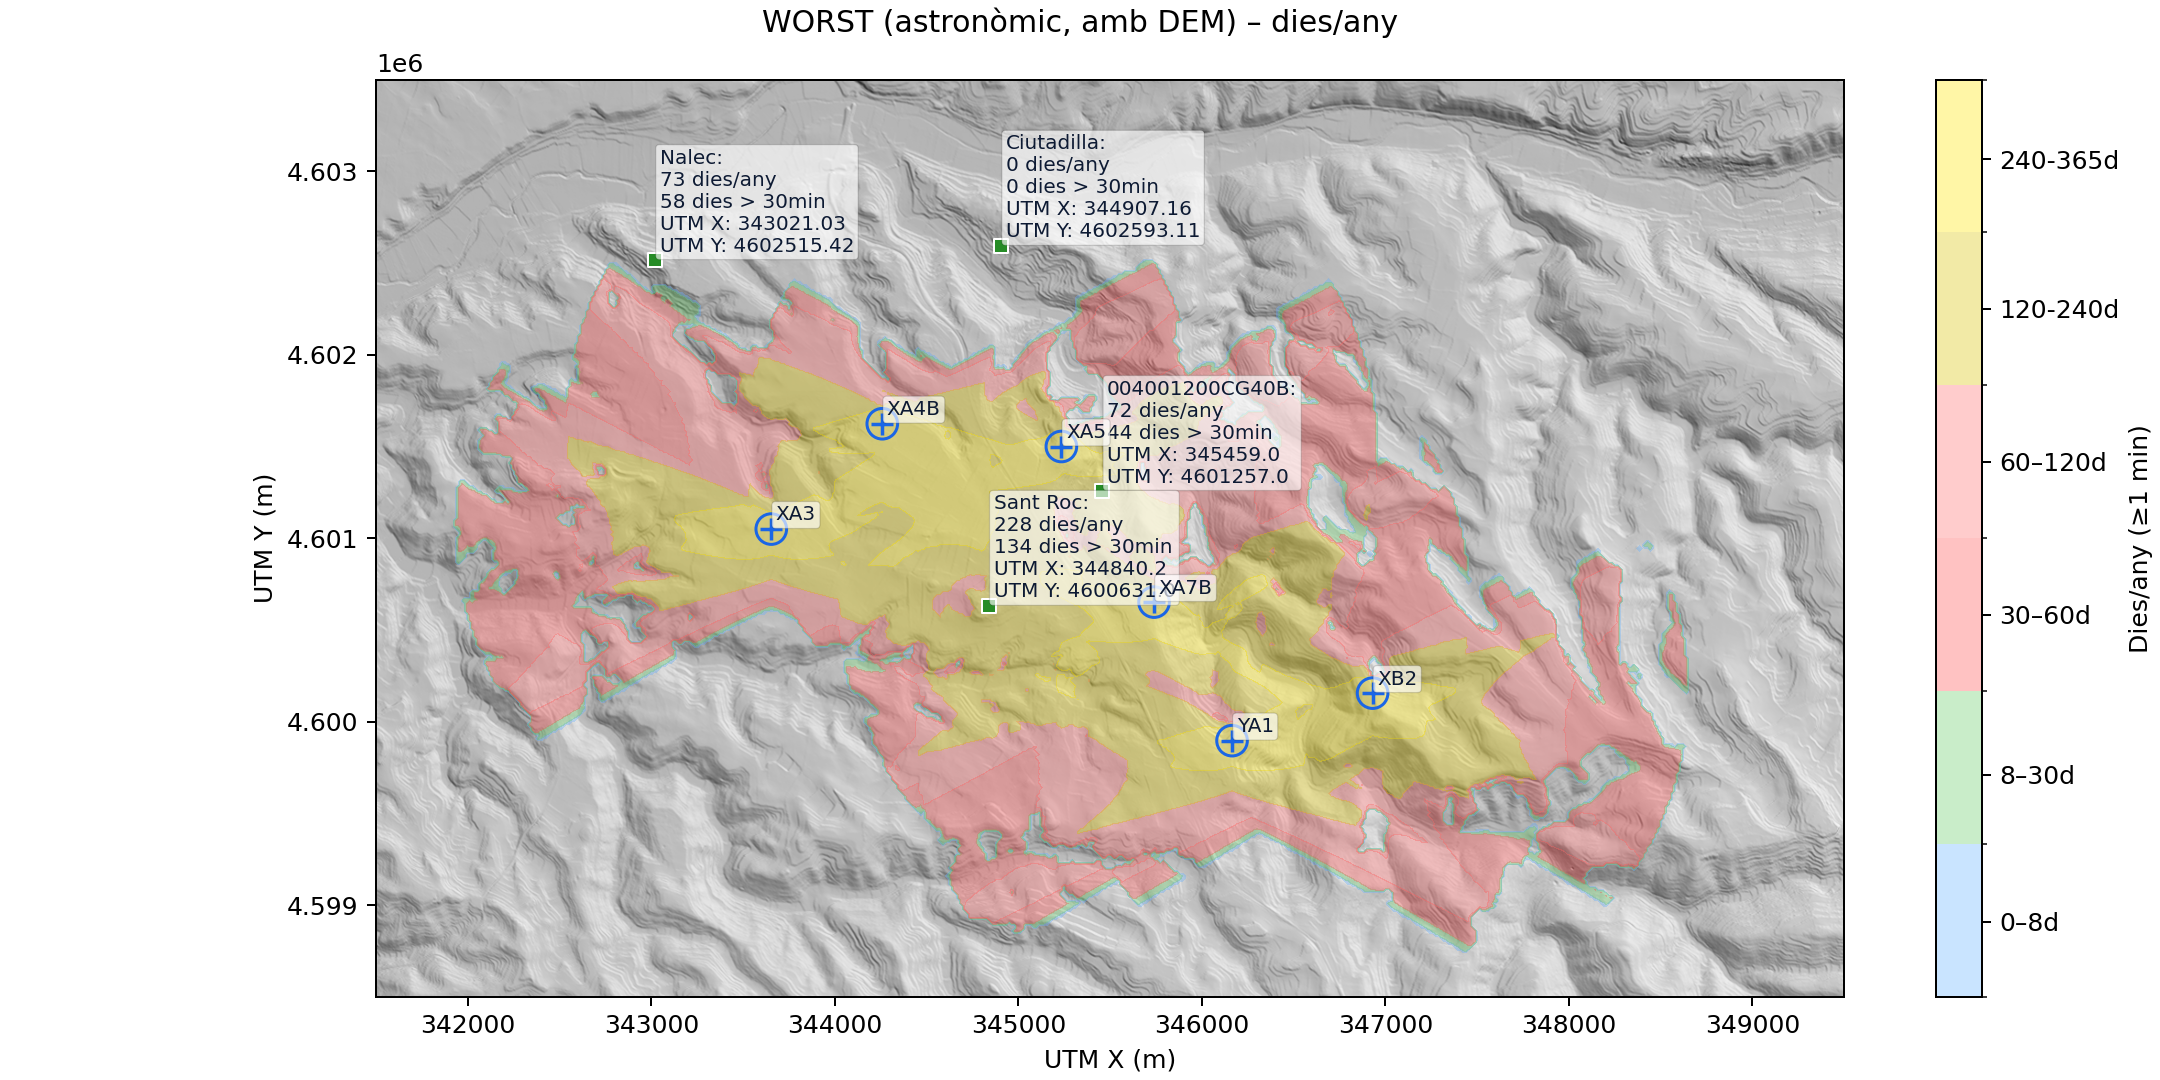 WORST (astronòmic, amb DEM) – dies/any
1e6
4.603
4.602
4.601
4.600
4.599
UTM Y (m)
342000
343000
344000
345000
346000
347000
348000
349000
UTM X (m)
Nalec:
73 dies/any
58 dies > 30min
UTM X: 343021.03
UTM Y: 4602515.42
Ciutadilla:
0 dies/any
0 dies > 30min
UTM X: 344907.16
UTM Y: 4602593.11
004001200CG40B:
72 dies/any
44 dies > 30min
UTM X: 345459.0
UTM Y: 4601257.0
Sant Roc:
228 dies/any
134 dies > 30min
UTM X: 344840.2
UTM Y: 4600631
XA4B
XA5
XA3
XA7B
XB2
YA1
240-365d
120-240d
60–120d
30–60d
8–30d
0–8d
Dies/any (≥1 min)